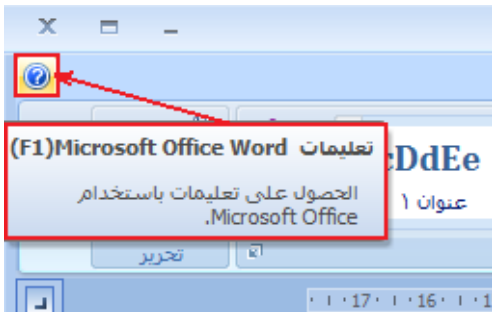 تعليمات Microsoft Office Word (F1)
الحصول على تعليمات باستخدام
Microsoft Office.
cDdEe
عنوان ١
تحرير
17 16